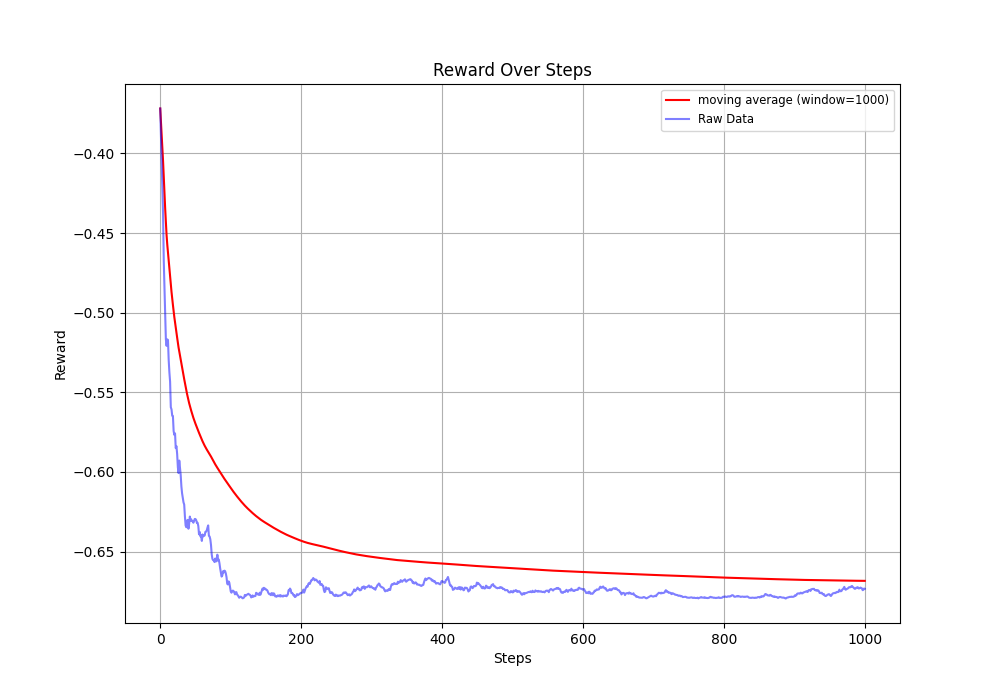 Reward Over Steps
moving average (window=1000)
Raw Data
Reward
−0.40
−0.45
−0.50
−0.55
−0.60
−0.65
0 200 400 600 800 1000
Steps